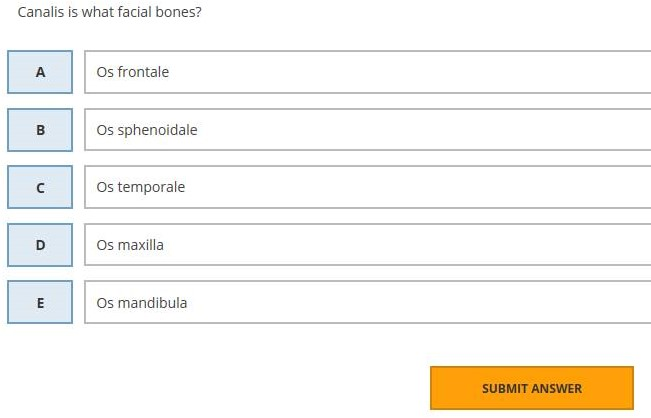 Canalis is what facial bones?
A Os frontale
B Os sphenoidale
C Os temporale
D Os maxilla
E Os mandibula
SUBMIT ANSWER